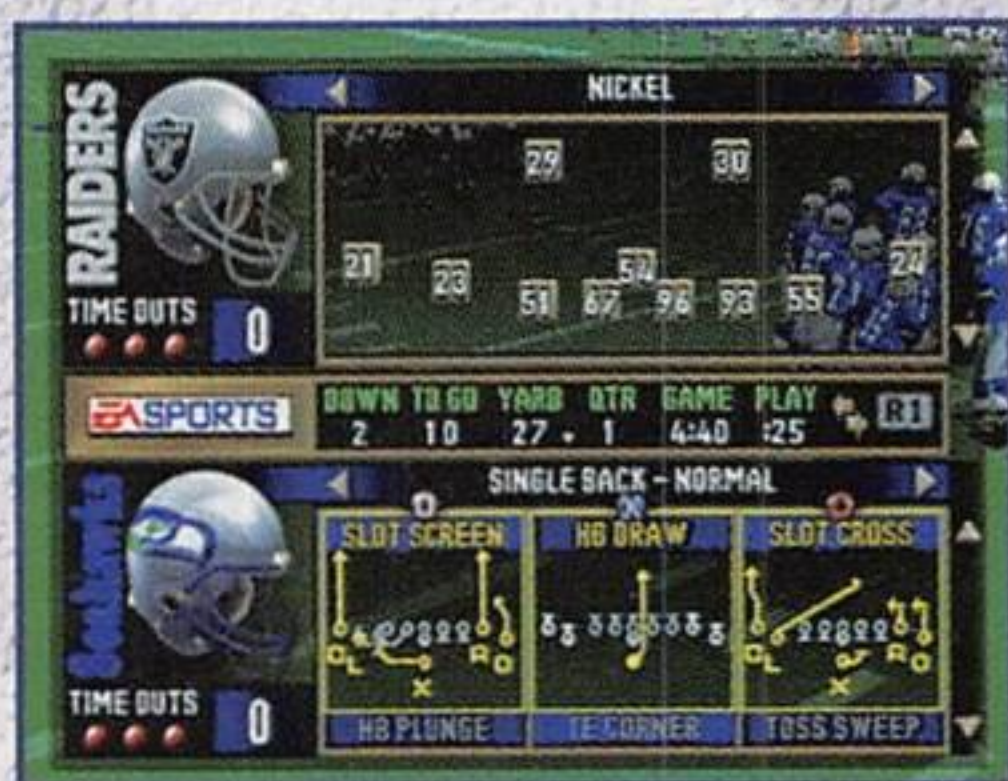 RAIDERS
NICKEL
29 30
21 23 54 24
51 67 96 93 55
TIME OUTS
0
EA SPORTS
DOWN TO GO YARD QTR GAME PLAY
2 10 27 1 4:40 :25
R1
Seahawks
SINGLE BACK - NORMAL
SLOT SCREEN HB DRAW SLOT CROSS
L R L R
X X
TIME OUTS
0
HB PLUNGE TE CORNER TOSS SWEEP